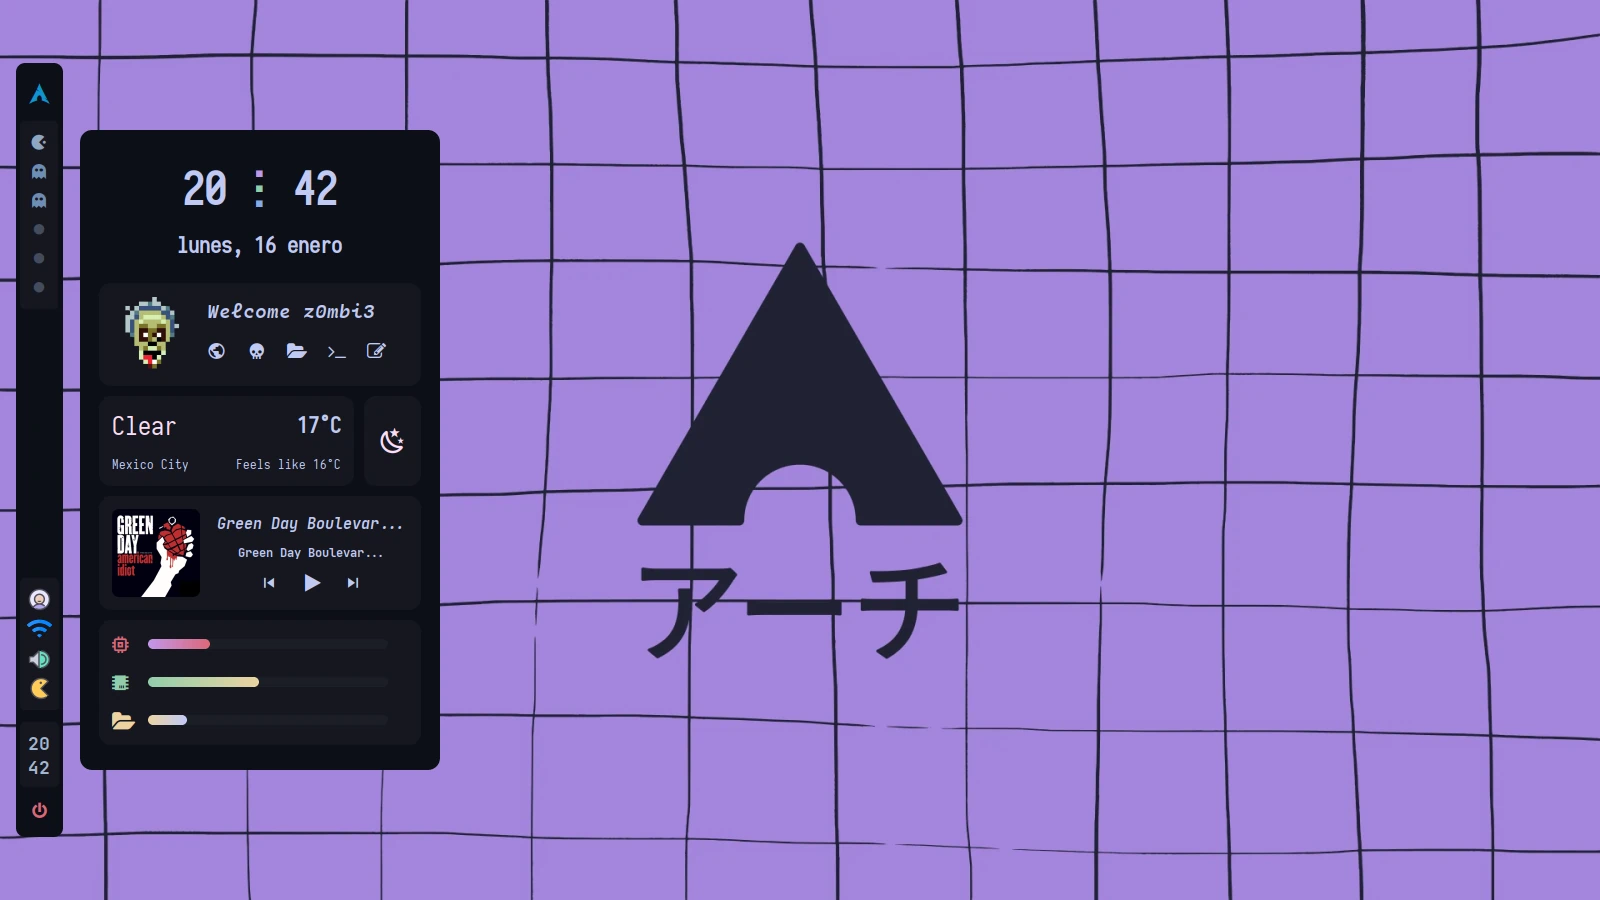 20 : 42
lunes, 16 enero
Welcome z0mbi3
Clear 17°C
Mexico City Feels like 16°C
GREEN
DAY
american
idiot
Green Day Boulevar...
Green Day Boulevar...
20
42
アーチ